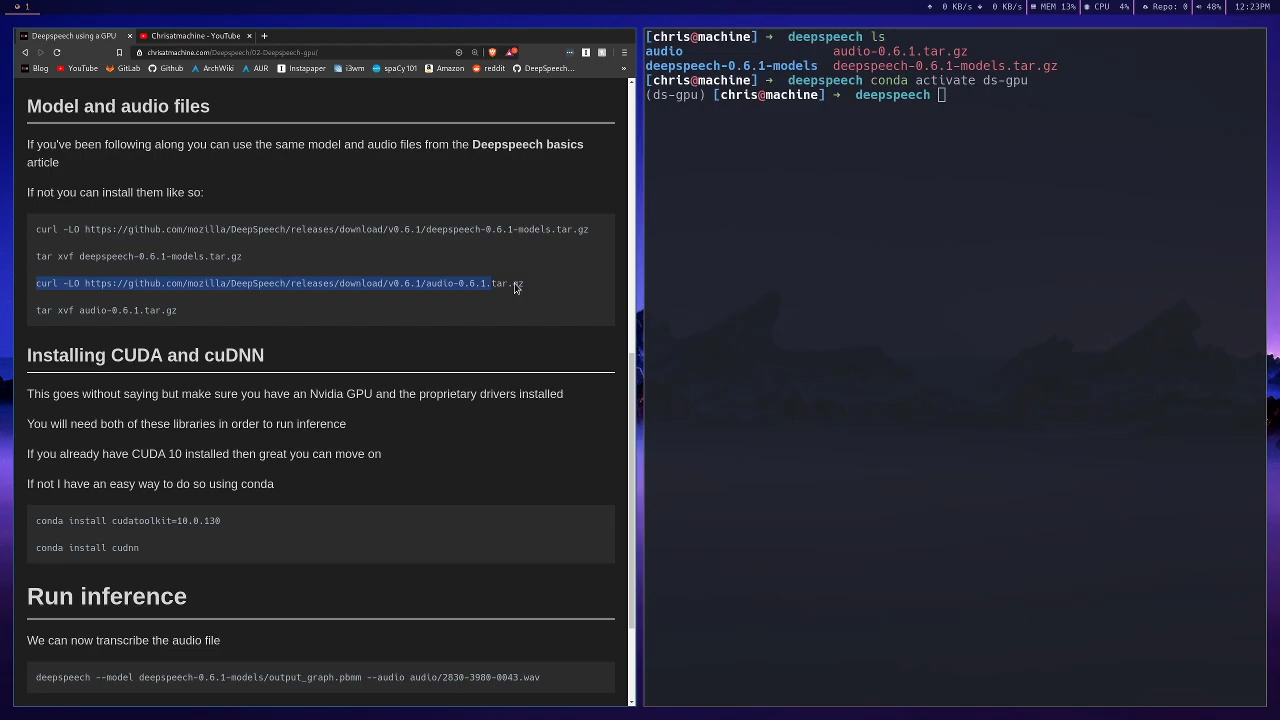 1
0 KB/s 0 KB/s MEM 13% CPU 4% Repo: 0 48% 12:23PM
Deepspeech using a GPU × Chrisatmachine - YouTube × +
chrisatmachine.com/Deepspeech/02-Deepspeech-gpu/
Blog YouTube GitLab Github ArchWiki AUR Instapaper i3wm spaCy101 Amazon reddit DeepSpeech… »
Model and audio files
If you've been following along you can use the same model and audio files from the Deepspeech basics
article
If not you can install them like so:
curl -LO https://github.com/mozilla/DeepSpeech/releases/download/v0.6.1/deepspeech-0.6.1-models.tar.gz
tar xvf deepspeech-0.6.1-models.tar.gz
curl -LO https://github.com/mozilla/DeepSpeech/releases/download/v0.6.1/audio-0.6.1.tar.gz
tar xvf audio-0.6.1.tar.gz
Installing CUDA and cuDNN
This goes without saying but make sure you have an Nvidia GPU and the proprietary drivers installed
You will need both of these libraries in order to run inference
If you already have CUDA 10 installed then great you can move on
If not I have an easy way to do so using conda
conda install cudatoolkit=10.0.130
conda install cudnn
Run inference
We can now transcribe the audio file
deepspeech --model deepspeech-0.6.1-models/output_graph.pbmm --audio audio/2830-3980-0043.wav
[chris@machine] → deepspeech ls
audio audio-0.6.1.tar.gz
deepspeech-0.6.1-models deepspeech-0.6.1-models.tar.gz
[chris@machine] → deepspeech conda activate ds-gpu
(ds-gpu) [chris@machine] → deepspeech